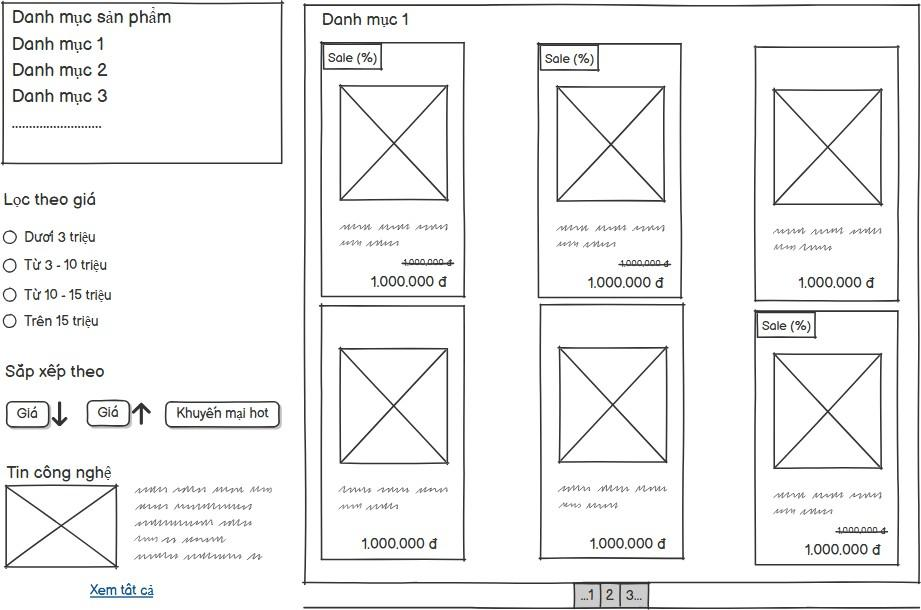 Danh mục sản phẩm
Danh mục 1
Danh mục 2
Danh mục 3
............................
Lọc theo giá
Dưới 3 triệu
Từ 3 - 10 triệu
Từ 10 - 15 triệu
Trên 15 triệu
Sắp xếp theo
Giá
Giá
Khuyến mại hot
Tin công nghệ
Xem tất cả
Danh mục 1
Sale (%)
1.000.000 đ
1.000.000 đ
Sale (%)
1.000.000 đ
1.000.000 đ
1.000.000 đ
1.000.000 đ
1.000.000 đ
Sale (%)
1.000.000 đ
1.000.000 đ
...1 2 3...